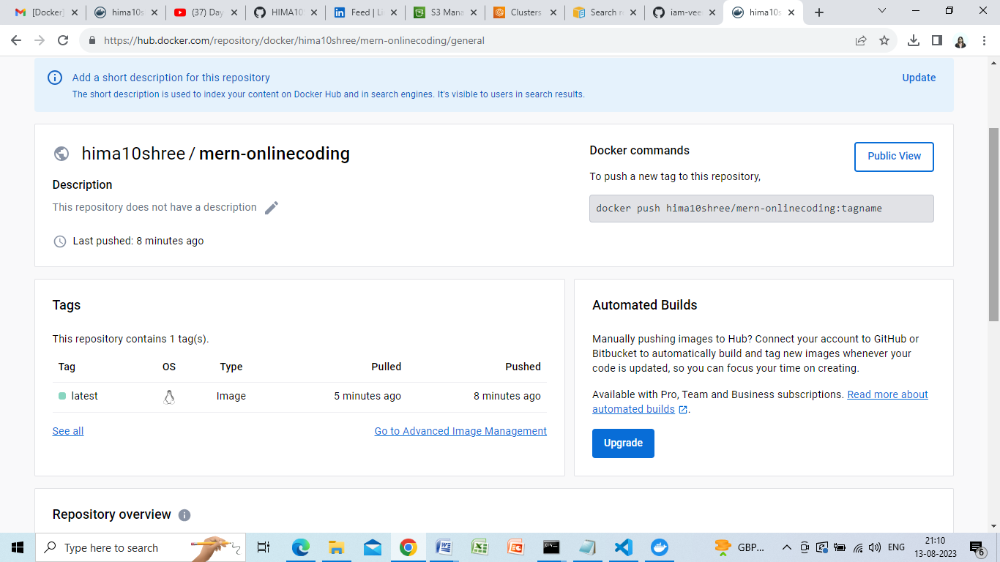 [Docker]
hima10s
(37) Day
HIMA10
Feed | Li
S3 Mana
Clusters
Search re
iam-vee
hima10s
https://hub.docker.com/repository/docker/hima10shree/mern-onlinecoding/general
Add a short description for this repository
Update
The short description is used to index your content on Docker Hub and in search engines. It's visible to users in search results.
hima10shree / mern-onlinecoding
Description
This repository does not have a description
Last pushed: 8 minutes ago
Docker commands
Public View
To push a new tag to this repository,
docker push hima10shree/mern-onlinecoding:tagname
Tags
This repository contains 1 tag(s).
Tag OS Type Pulled Pushed
latest Image 5 minutes ago 8 minutes ago
See all Go to Advanced Image Management
Automated Builds
Manually pushing images to Hub? Connect your account to GitHub or
Bitbucket to automatically build and tag new images whenever your
code is updated, so you can focus your time on creating.
Available with Pro, Team and Business subscriptions. Read more about
automated builds .
Upgrade
Repository overview
Type here to search
GBP...
ENG
21:10
13-08-2023
6